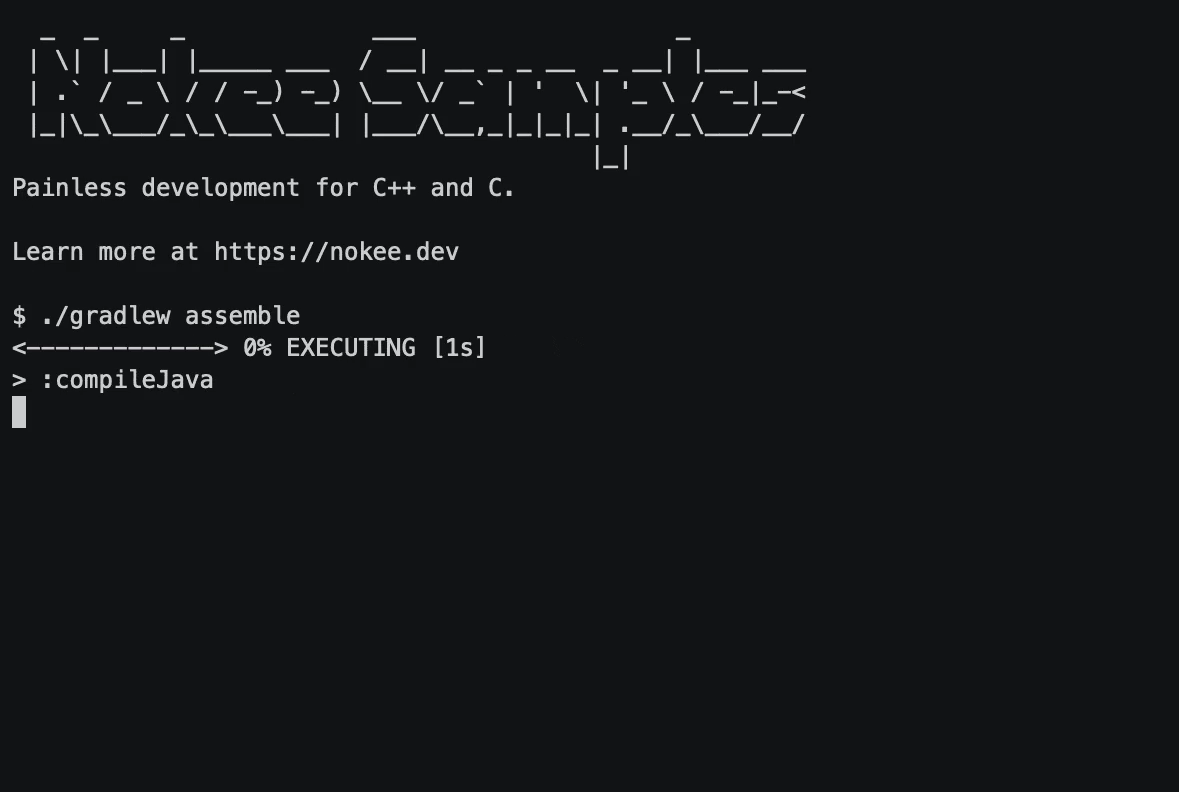 Nokee Samples
Painless development for C++ and C.
Learn more at https://nokee.dev
$ ./gradlew assemble
<-------------> 0% EXECUTING [1s]
> :compileJava